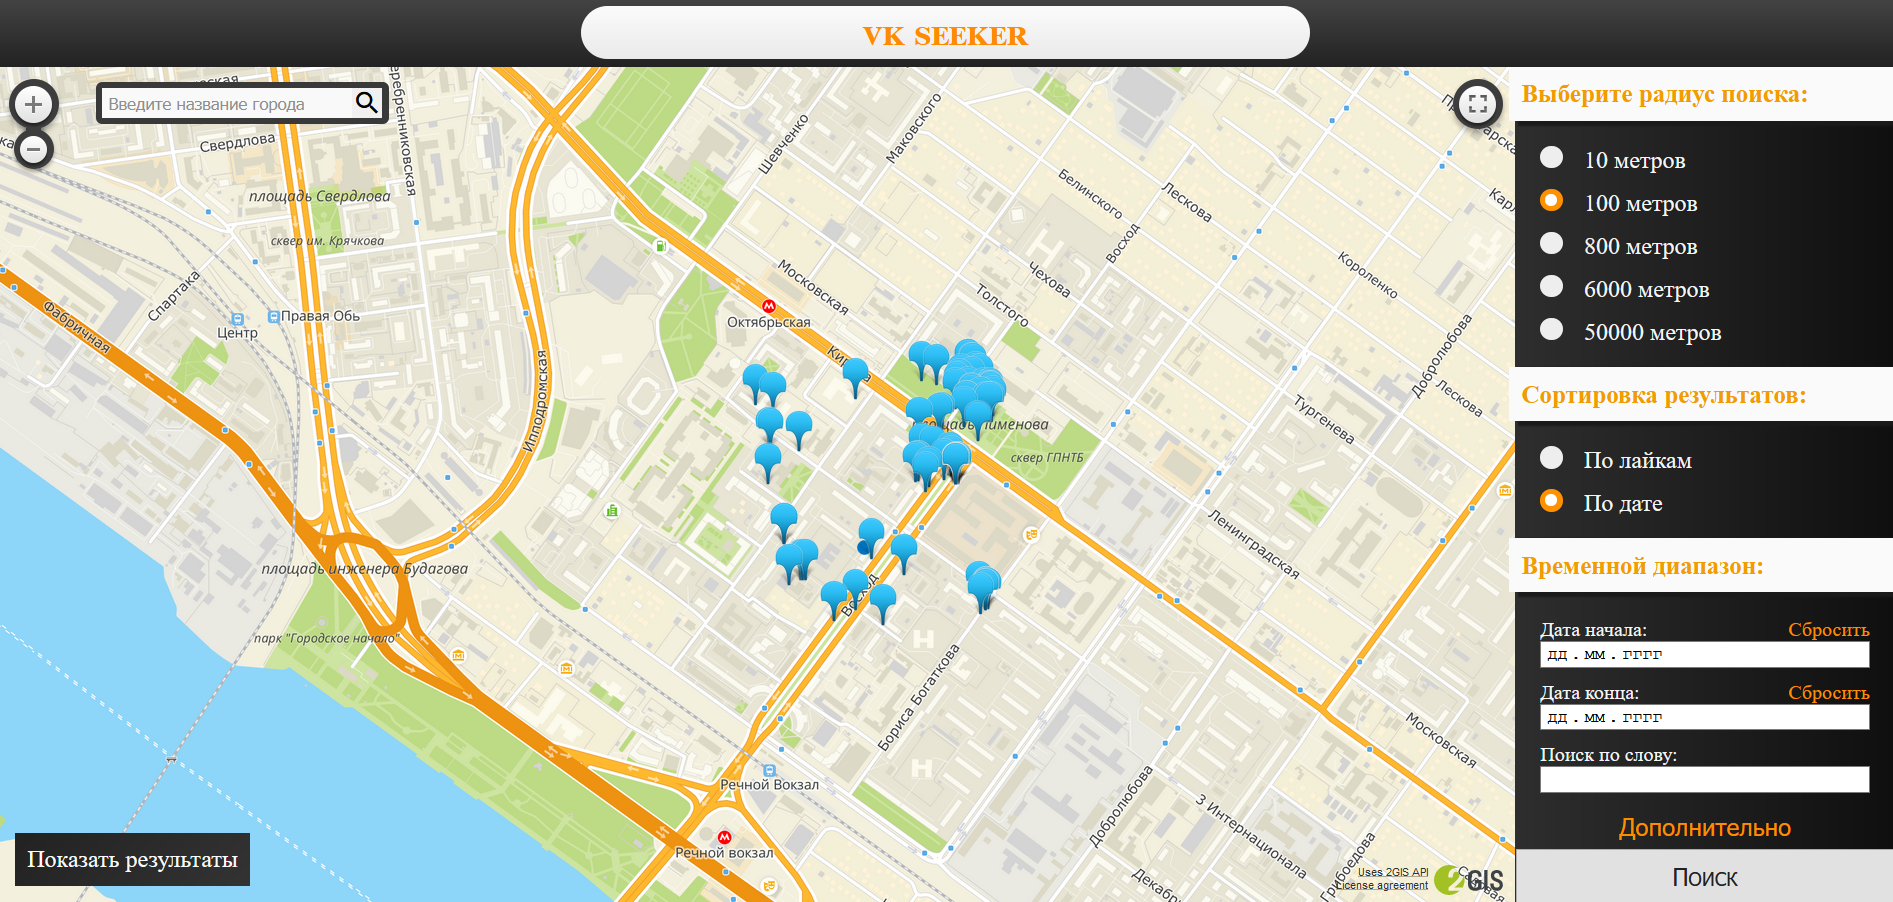 VK SEEKER
Введите название города
Свердлова
площадь Свердлова
сквер им. Крячкова
Шевченко
Маковского
Белинского
Лескова
Восход
Короленко
Чехова
Толстого
Московская
Октябрьская
Спартака
Фабричная
Правая Обь
Центр
Ипподромская
Добролюбова
Лескова
Тургенева
сквер ГПНТБ
Ленинградская
площадь инженера Будагова
парк "Городское начало"
Восход
Бориса Богаткова
Речной Вокзал
Речной вокзал
Добролюбова
3 Интернационала
Грибоедова
Московская
Показать результаты
Uses 2GIS API
License agreement
2GIS
Выберите радиус поиска:
10 метров
100 метров
800 метров
6000 метров
50000 метров
Сортировка результатов:
По лайкам
По дате
Временной диапазон:
Дата начала: Сбросить
дд.мм.гггг
Дата конца: Сбросить
дд.мм.гггг
Поиск по слову:
Дополнительно
Поиск